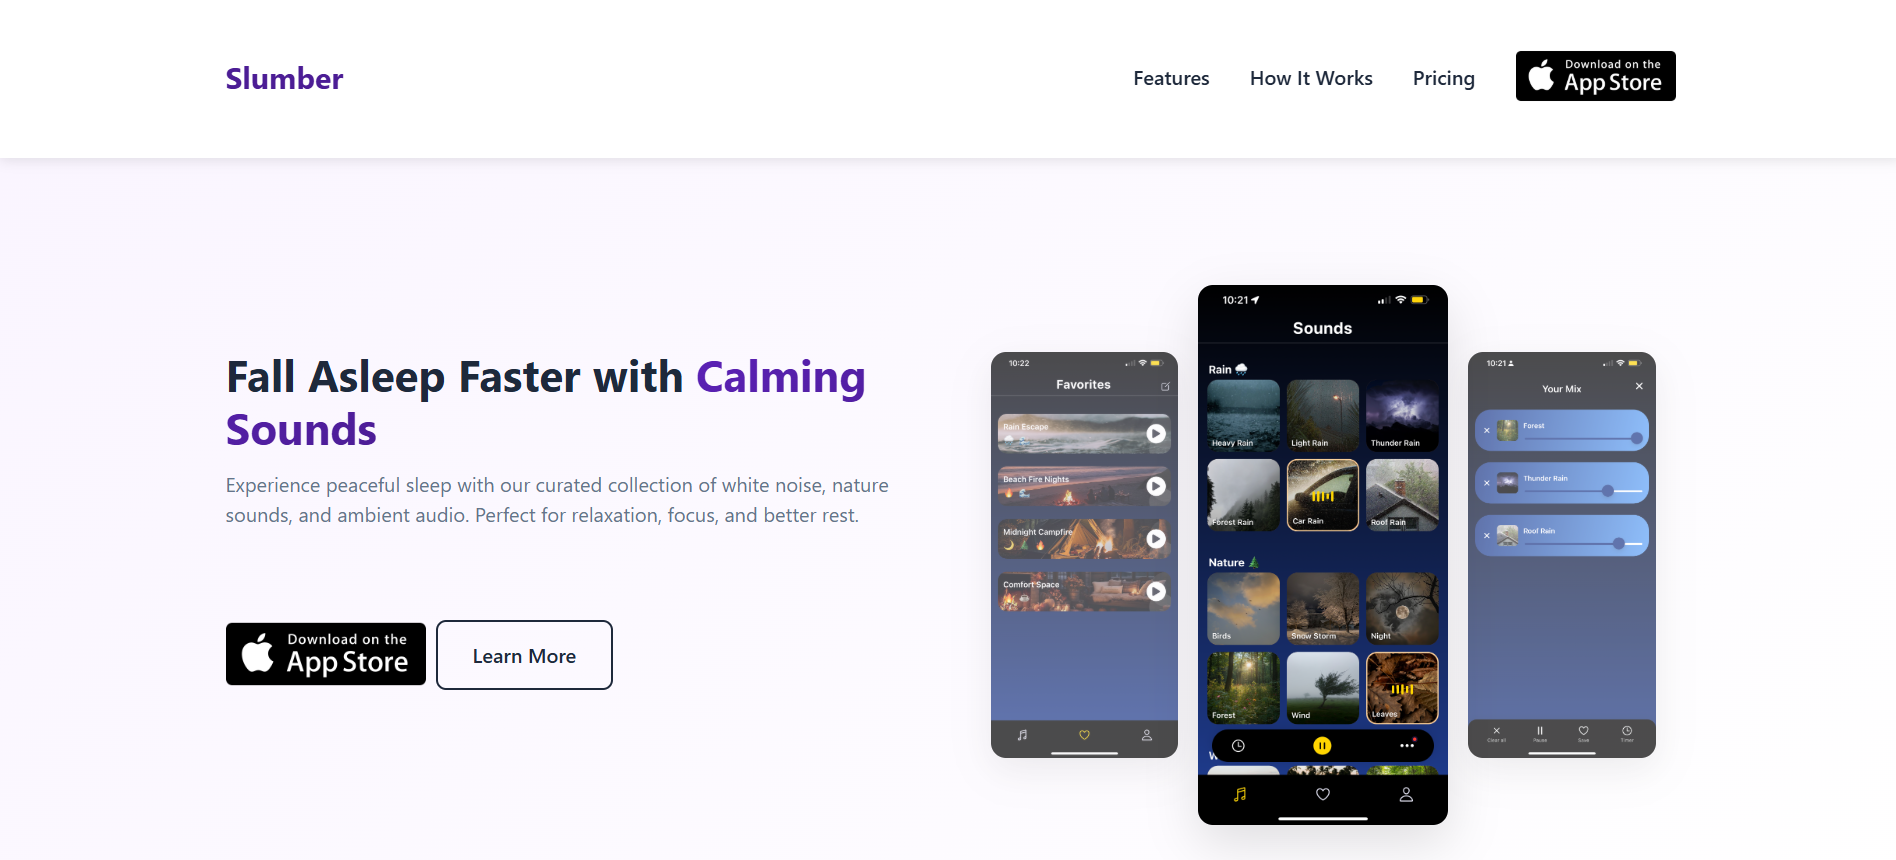 Slumber
Features
How It Works
Pricing
Download on the
App Store
Fall Asleep Faster with Calming
Sounds
Experience peaceful sleep with our curated collection of white noise, nature
sounds, and ambient audio. Perfect for relaxation, focus, and better rest.
Download on the
App Store
Learn More
10:22
Favorites
Rain Escape
Beach Fire Nights
Midnight Campfire
Comfort Space
10:21
Sounds
Rain
Heavy Rain
Light Rain
Thunder Rain
Forest Rain
Car Rain
Roof Rain
Nature
Birds
Snow Storm
Night
Forest
Wind
Leaves
10:21
Your Mix
Forest
Thunder Rain
Roof Rain
Clear all
Pause
Save
Timer